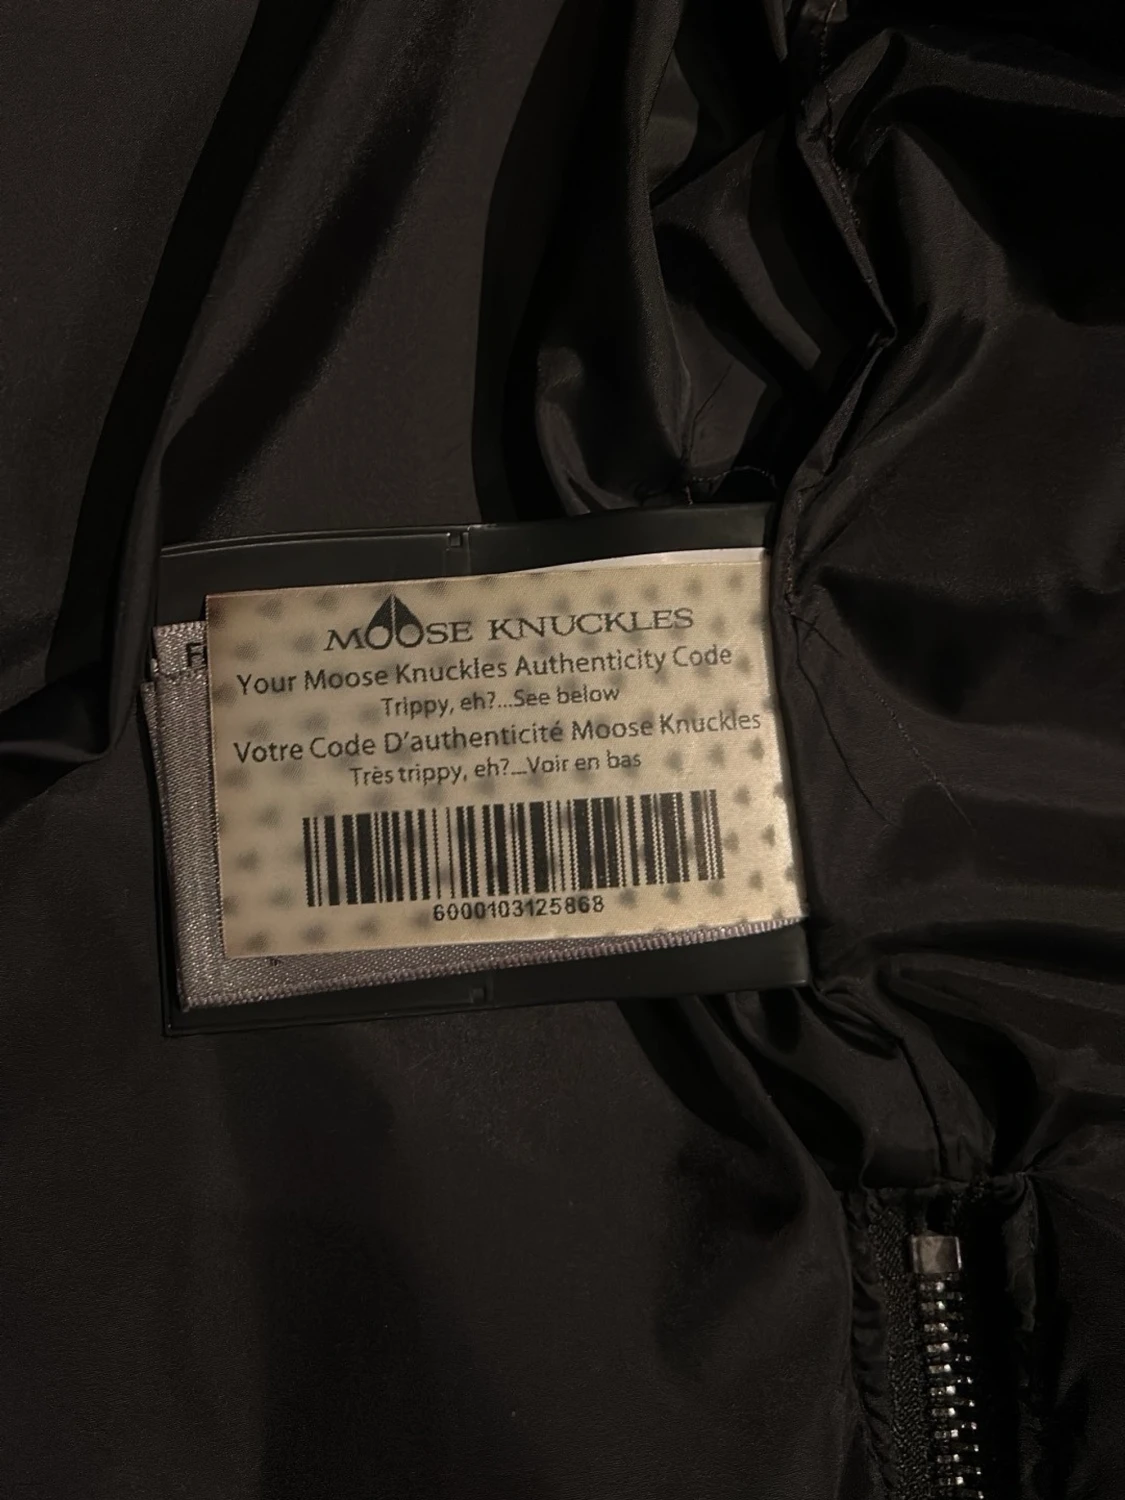 MOOSE KNUCKLES
Your Moose Knuckles Authenticity Code
Trippy, eh?...See below
Votre Code D'authenticité Moose Knuckles
Très trippy, eh?...Voir en bas
6000103125868